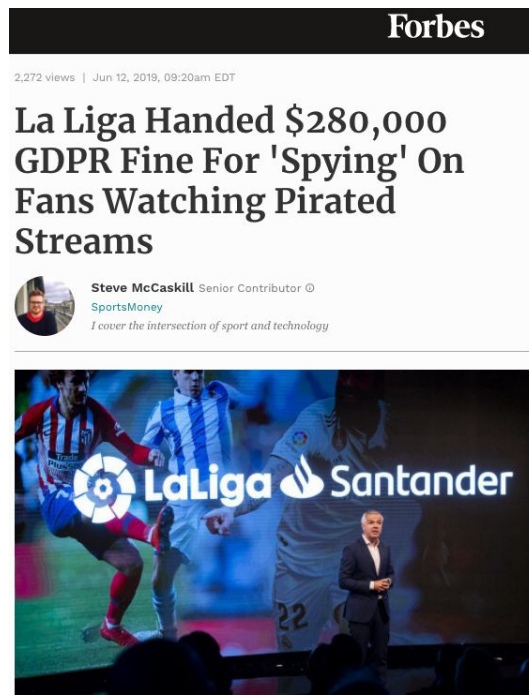 Forbes
2,272 views | Jun 12, 2019, 09:20am EDT
La Liga Handed $280,000
GDPR Fine For 'Spying' On
Fans Watching Pirated
Streams
Steve McCaskill Senior Contributor ⓘ
SportsMoney
I cover the intersection of sport and technology
LaLiga Santander
Trade
Plus500
22